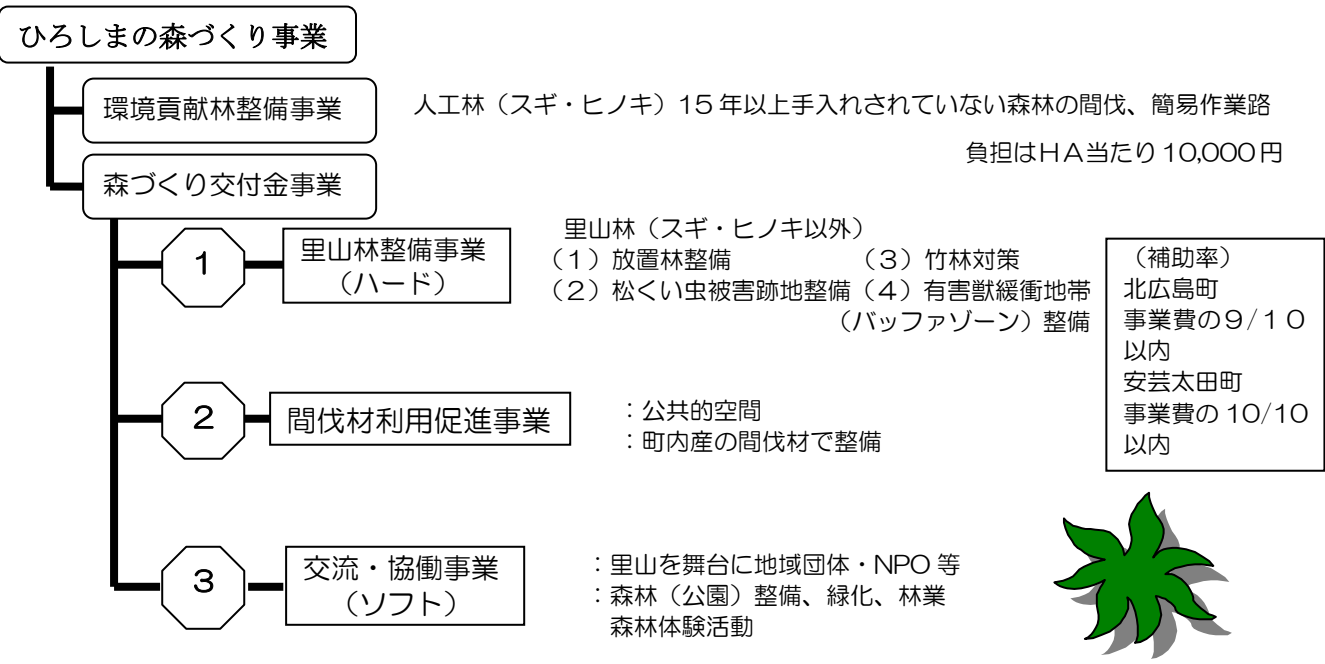 ひろしまの森づくり事業
環境貢献林整備事業
人工林（スギ・ヒノキ）15年以上手入れされていない森林の間伐、簡易作業路
負担はHA当たり10,000円
森づくり交付金事業
1
里山林整備事業
（ハード）
里山林（スギ・ヒノキ以外）
（1）放置林整備　（3）竹林対策
（2）松くい虫被害跡地整備（4）有害獣緩衝地帯
（バッファゾーン）整備
（補助率）
北広島町
事業費の9/10
以内
安芸太田町
事業費の10/10
以内
2
間伐材利用促進事業
：公共的空間
：町内産の間伐材で整備
3
交流・協働事業
（ソフト）
：里山を舞台に地域団体・NPO等
：森林（公園）整備、緑化、林業
森林体験活動